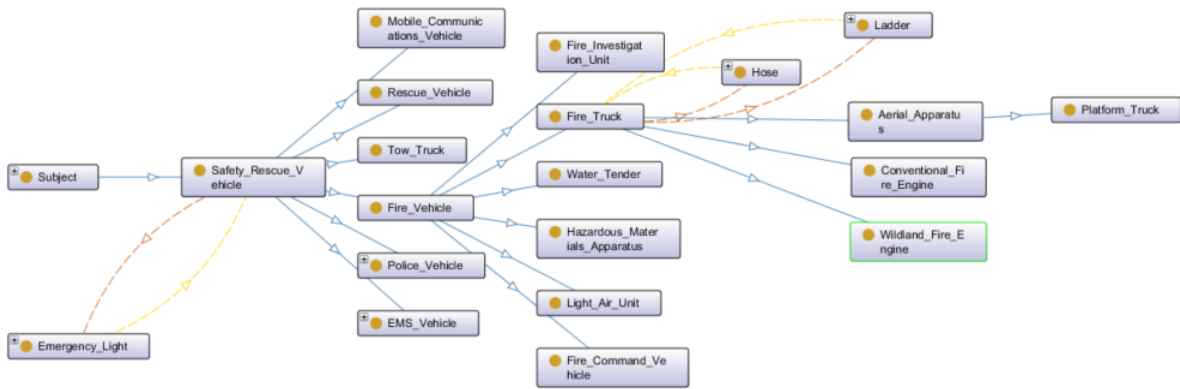 Mobile_Communic
ations_Vehicle
Rescue_Vehicle
Tow_Truck
Subject
Safety_Rescue_V
ehicle
Fire_Vehicle
Police_Vehicle
EMS_Vehicle
Emergency_Light
Fire_Investigat
ion_Unit
Fire_Truck
Water_Tender
Hazardous_Mater
ials_Apparatus
Light_Air_Unit
Fire_Command_Ve
hicle
Ladder
Hose
Aerial_Apparatu
s
Conventional_Fi
re_Engine
Wildland_Fire_E
ngine
Platform_Truck